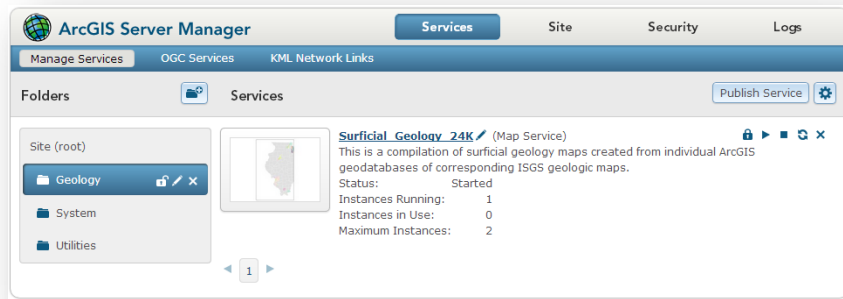 ArcGIS Server Manager
Services Site Security Logs
Manage Services OGC Services KML Network Links
Folders
Services
Publish Service
Site (root)
Geology
System
Utilities
Surficial_Geology_24K (Map Service)
This is a compilation of surficial geology maps created from individual ArcGIS
geodatabases of corresponding ISGS geologic maps.
Status: Started
Instances Running: 1
Instances in Use: 0
Maximum Instances: 2
1